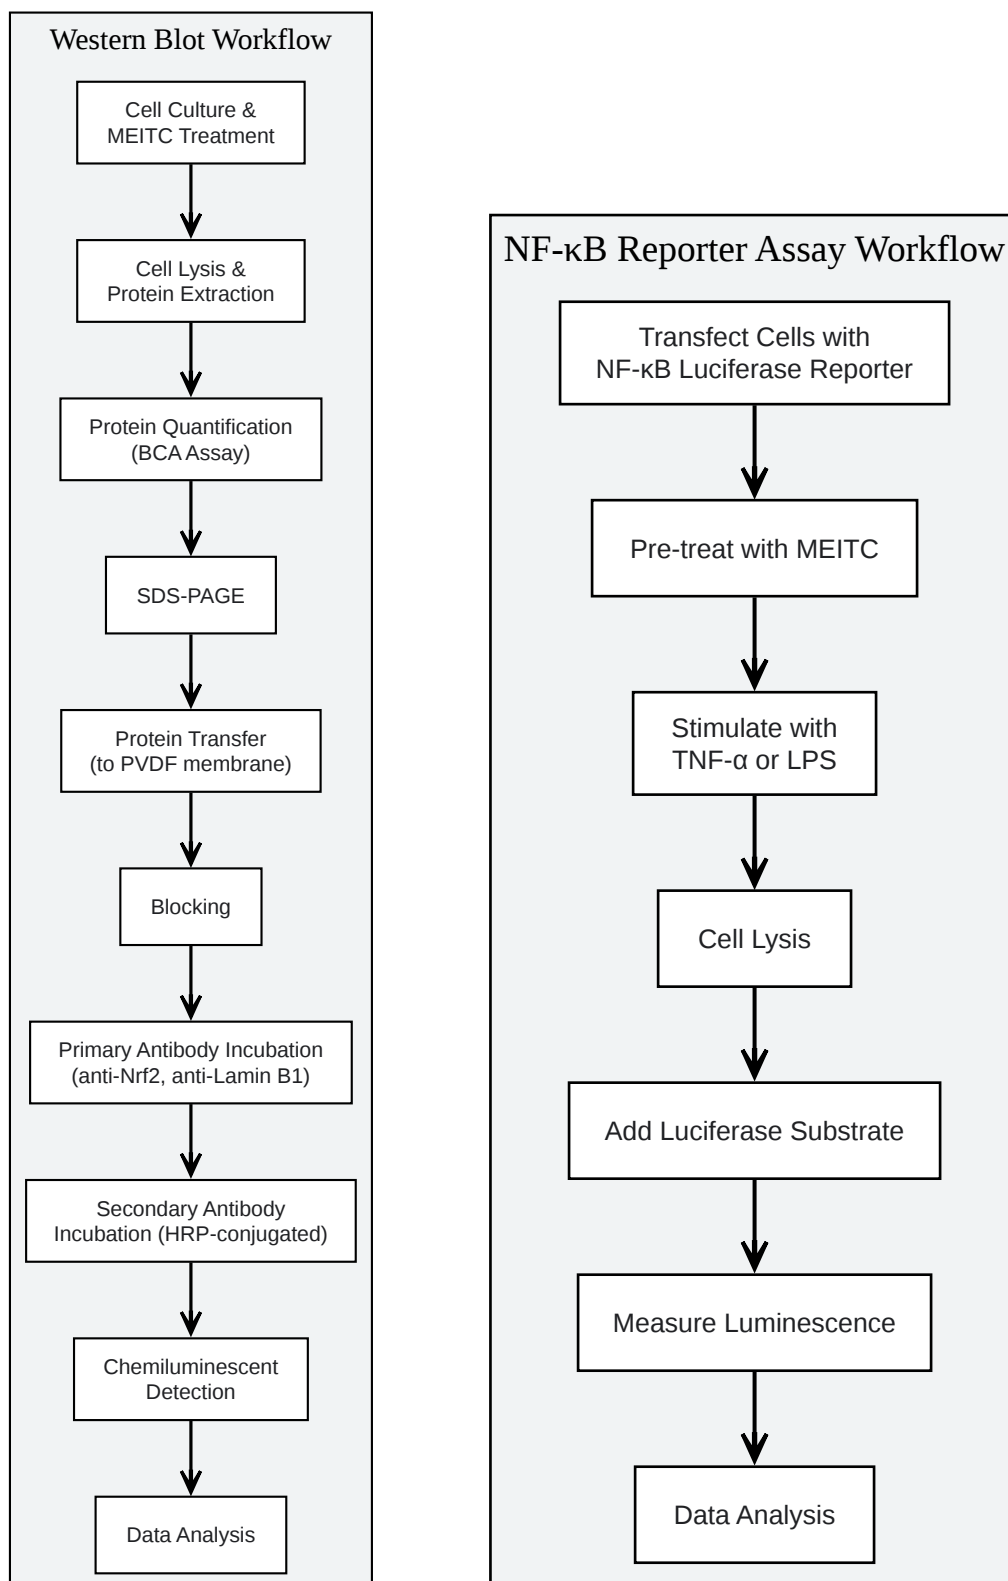 Western Blot Workflow
Cell Culture &
MEITC Treatment
Cell Lysis &
Protein Extraction
Protein Quantification
(BCA Assay)
SDS-PAGE
Protein Transfer
(to PVDF membrane)
Blocking
Primary Antibody Incubation
(anti-Nrf2, anti-Lamin B1)
Secondary Antibody
Incubation (HRP-conjugated)
Chemiluminescent
Detection
Data Analysis
NF-κB Reporter Assay Workflow
Transfect Cells with
NF-κB Luciferase Reporter
Pre-treat with MEITC
Stimulate with
TNF-α or LPS
Cell Lysis
Add Luciferase Substrate
Measure Luminescence
Data Analysis